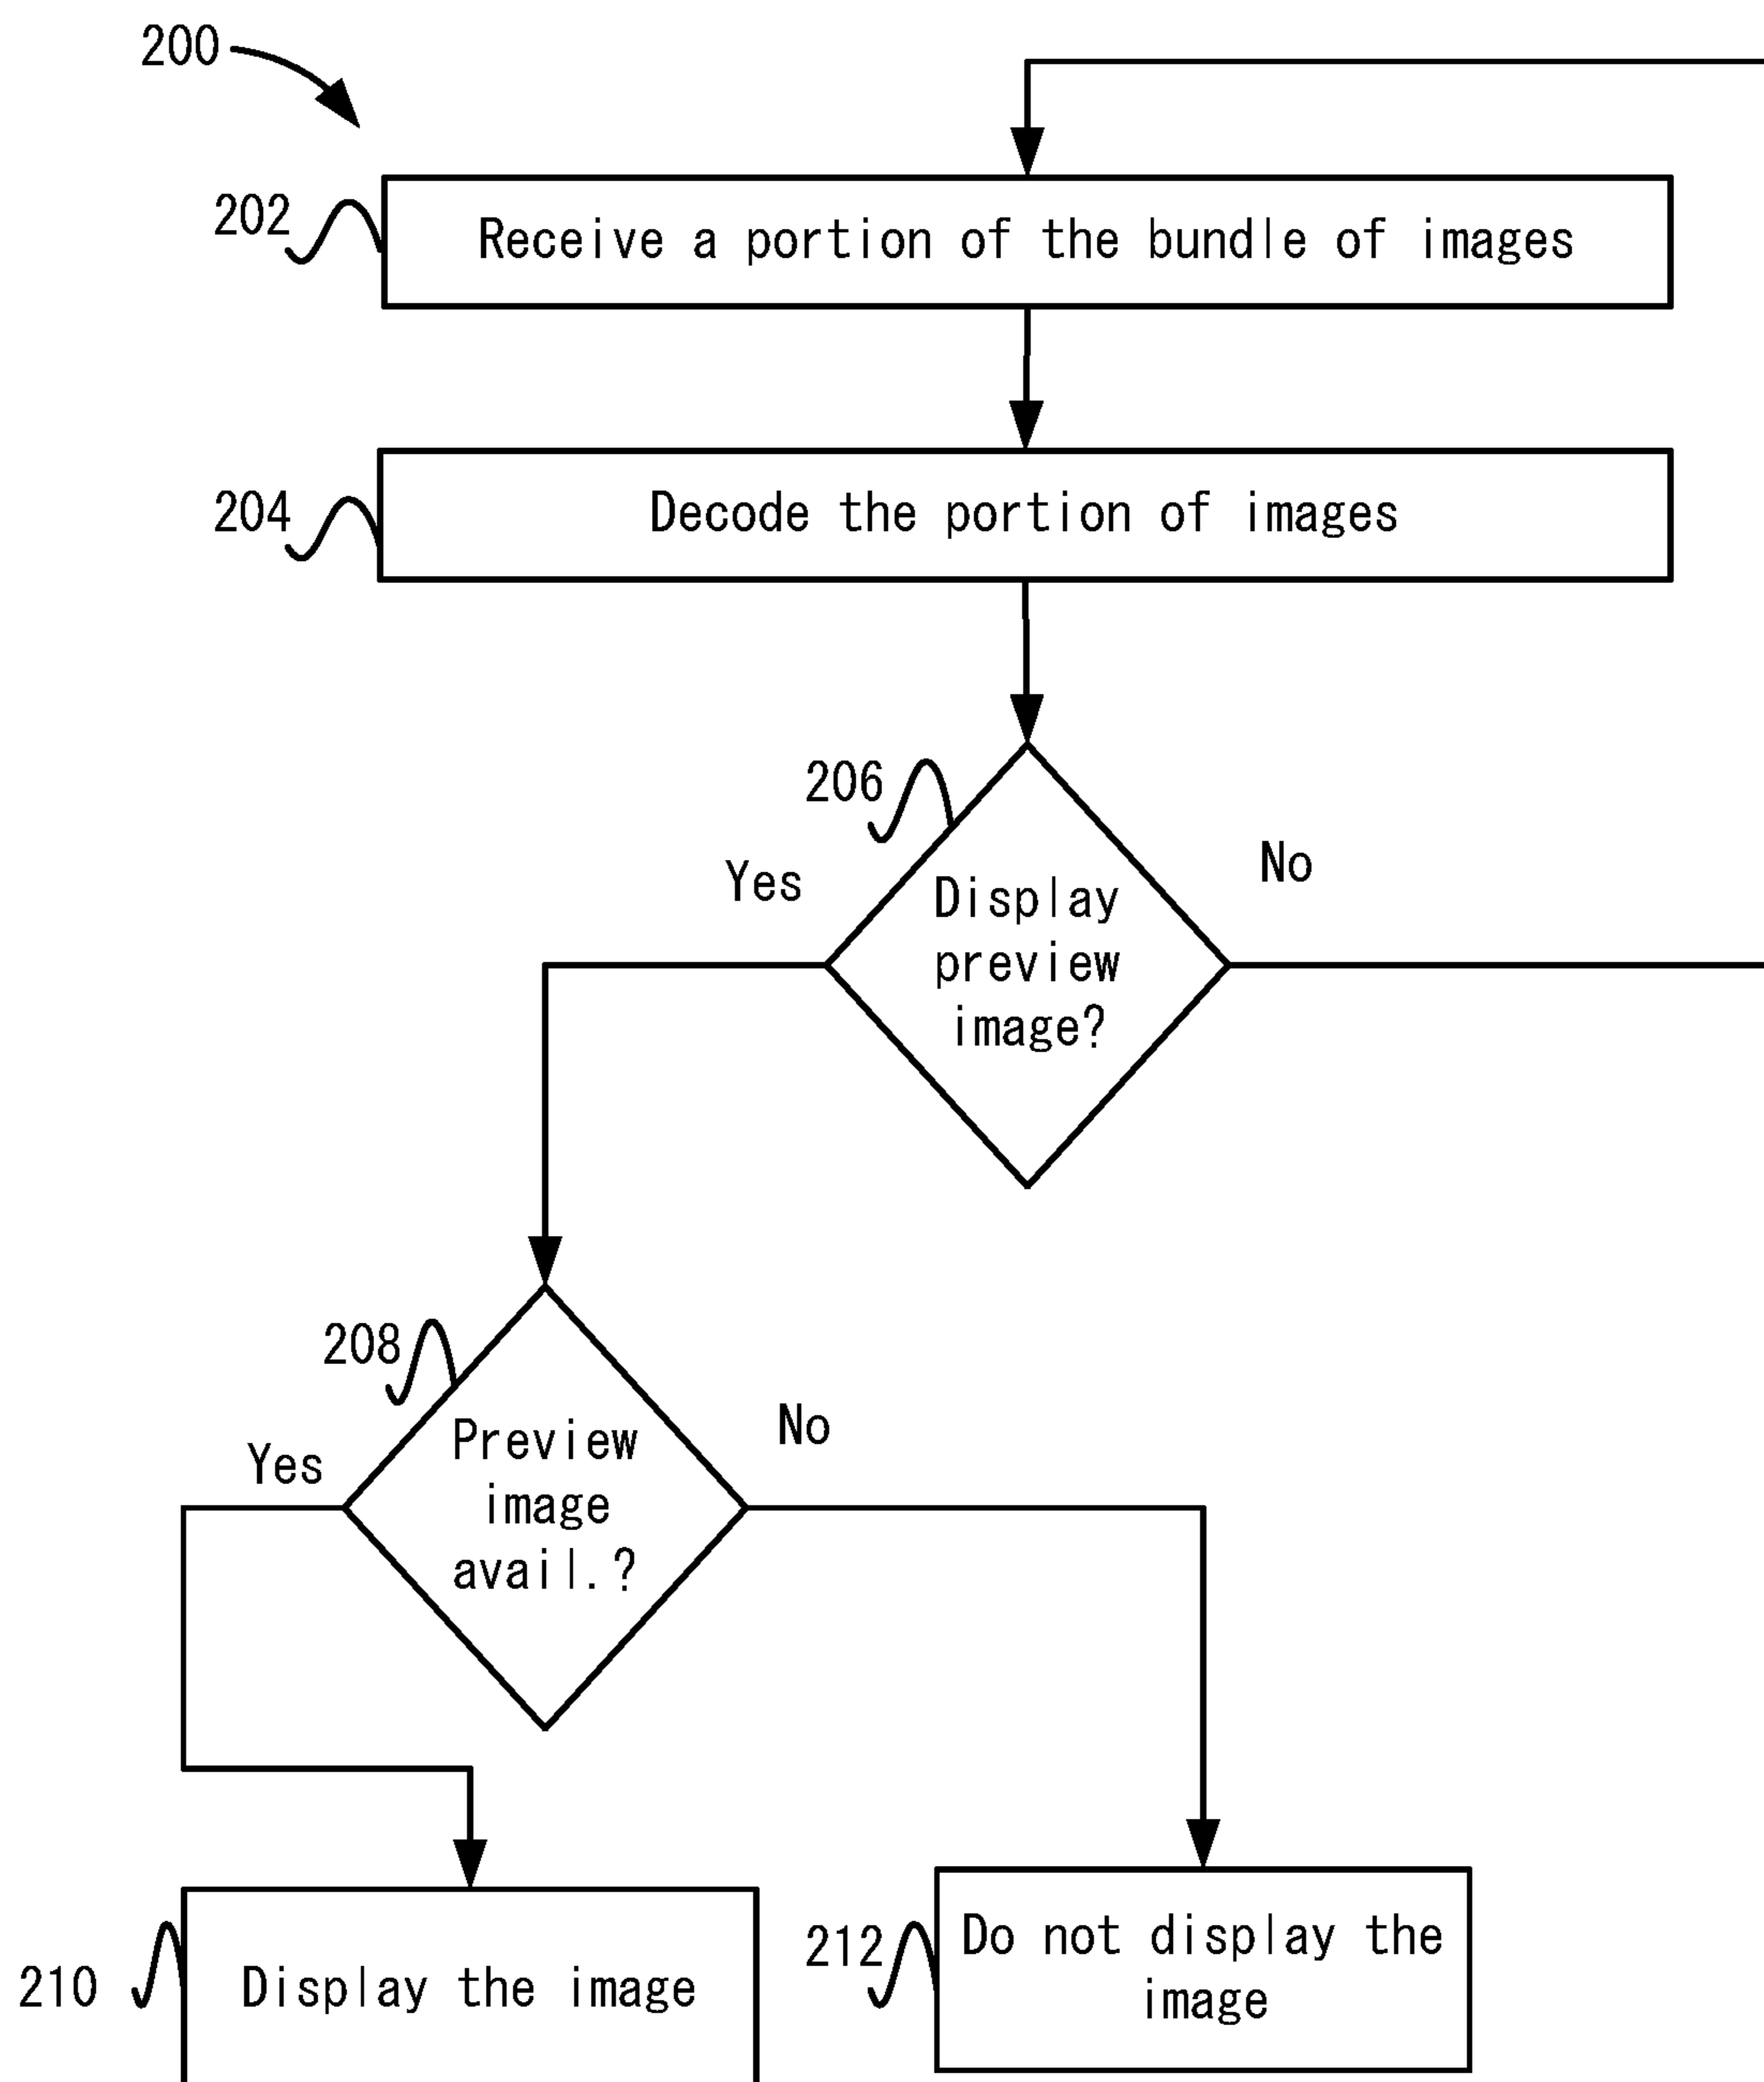 200
202
Receive a portion of the bundle of images
204
Decode the portion of images
206
Yes
No
Display
preview
image?
208
Yes
No
Preview
image
avail.?
210
Display the image
212
Do not display the
image